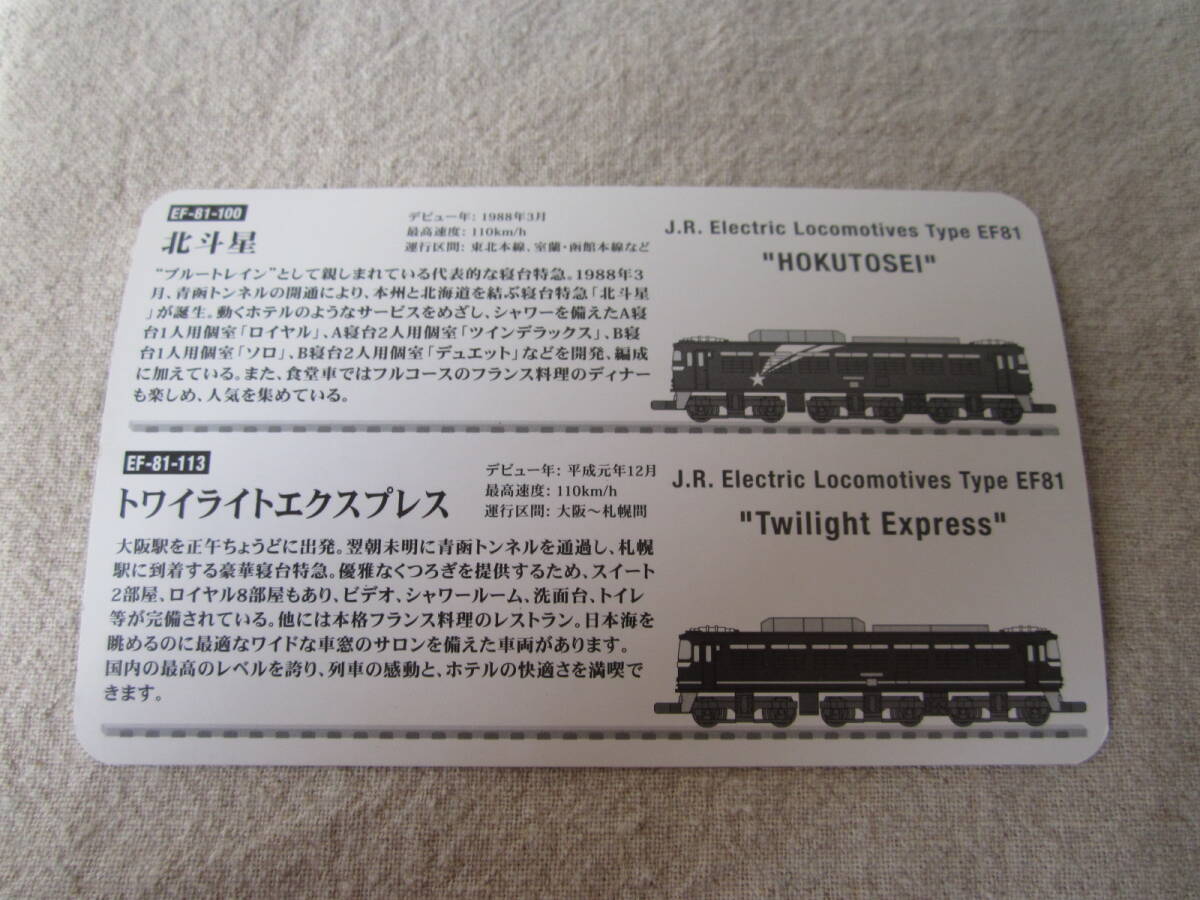 EF-81-100
北斗星
デビュー年: 1988年3月
最高速度: 110km/h
運行区間: 東北本線、室蘭・函館本線など
J.R. Electric Locomotives Type EF81
"HOKUTOSEI"
“ブルートレイン”として親しまれている代表的な寝台特急。1988年3
月、青函トンネルの開通により、本州と北海道を結ぶ寝台特急「北斗星
」が誕生。動くホテルのようなサービスをめざし、シャワーを備えたA寝
台1人用個室「ロイヤル」、A寝台2人用個室「ツインデラックス」、B寝
台1人用個室「ソロ」、B寝台2人用個室「デュエット」などを開発、編成
に加えている。また、食堂車ではフルコースのフランス料理のディナー
も楽しめ、人気を集めている。
EF-81-113
トワイライトエクスプレス
デビュー年: 平成元年12月
最高速度: 110km/h
運行区間: 大阪～札幌間
J.R. Electric Locomotives Type EF81
"Twilight Express"
大阪駅を正午ちょうどに出発。翌朝未明に青函トンネルを通過し、札幌
駅に到着する豪華寝台特急。優雅なくつろぎを提供するため、スイート
2部屋、ロイヤル8部屋もあり、ビデオ、シャワールーム、洗面台、トイレ
等が完備されている。他には本格フランス料理のレストラン。日本海を
眺めるのに最適なワイドな車窓のサロンを備えた車両があります。
国内の最高のレベルを誇り、列車の感動と、ホテルの快適さを満喫で
きます。